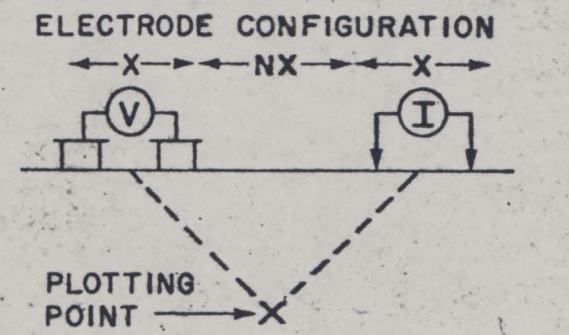 ELECTRODE CONFIGURATION
X NX X
V I
PLOTTING
POINT X